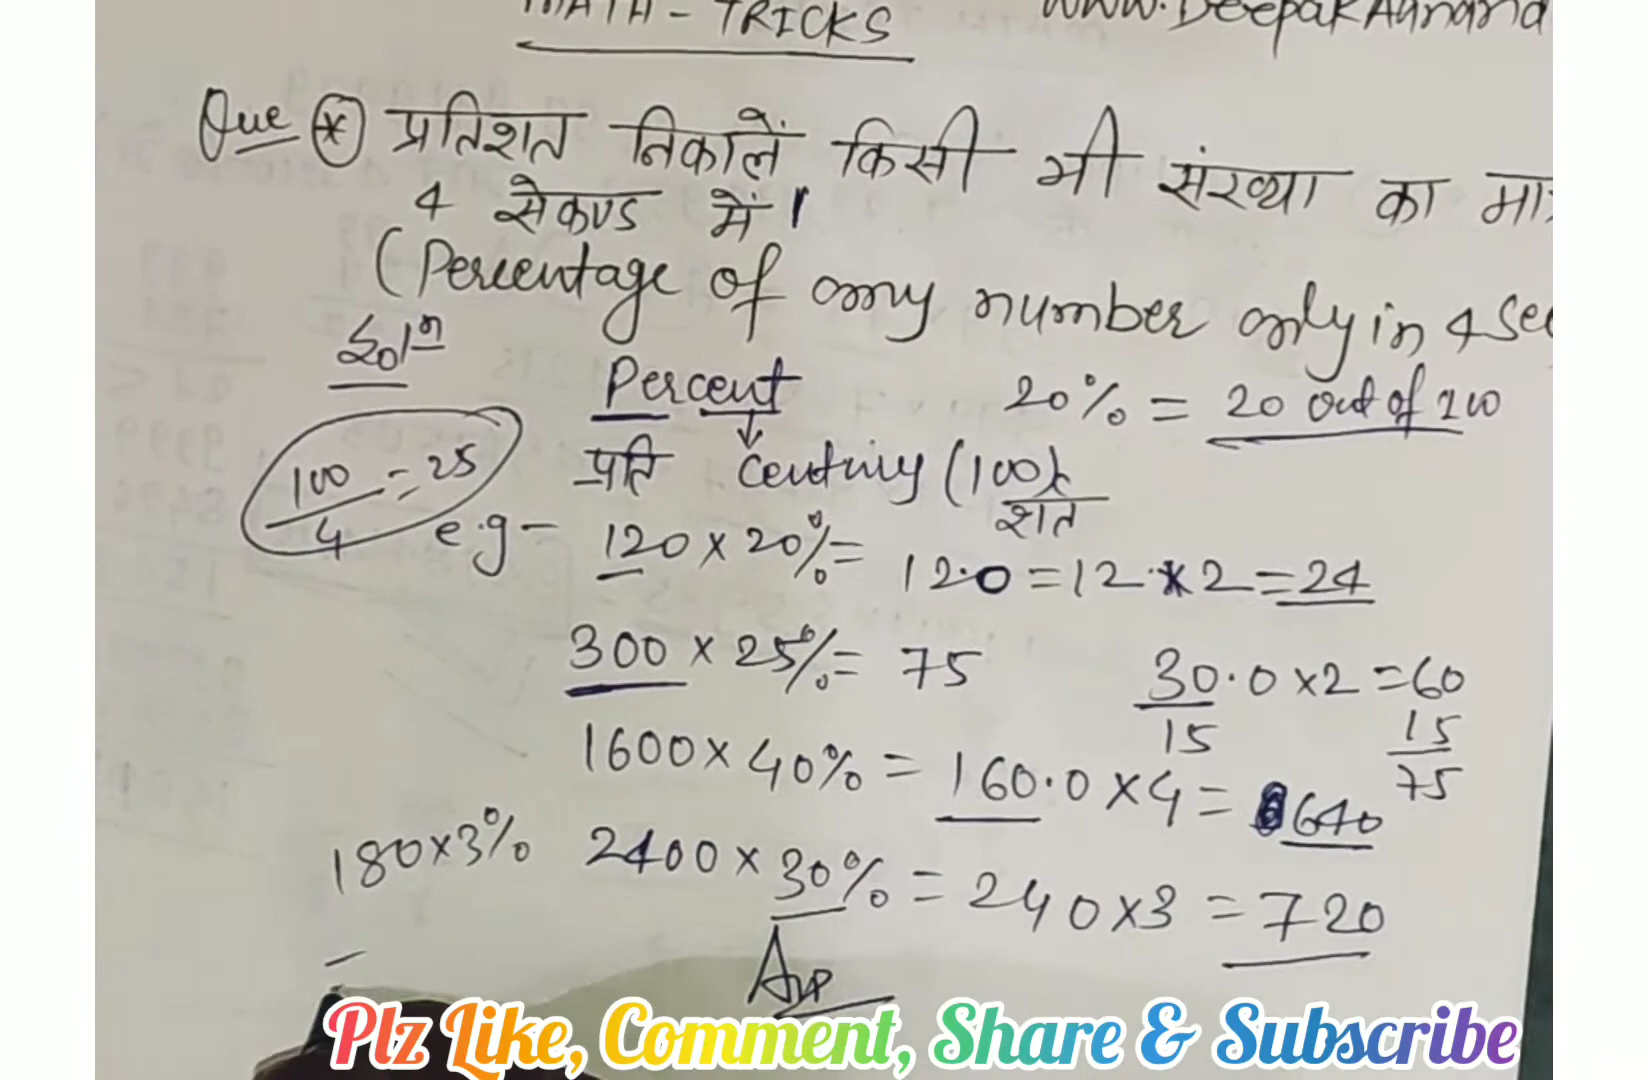 MATH - TRICKS
www.DeepakAnnand
Que * प्रतिशत निकालें किसी भी संख्या का
4 सेकण्ड में।
(Percentage of any number only in 4 Sec
Solⁿ
Percent
20% = 20 out of 100
प्रति Century (100)
शत
100/4 = 25
e.g - 120 x 20% = 12.0 = 12 * 2 = 24
300 x 25% = 75
30.0 x 2 = 60
15 15
75
1600 x 40% = 160.0 x 4 = 640
180 x 3%
2400 x 30% = 240 x 3 = 720
Plz Like, Comment, Share & Subscribe